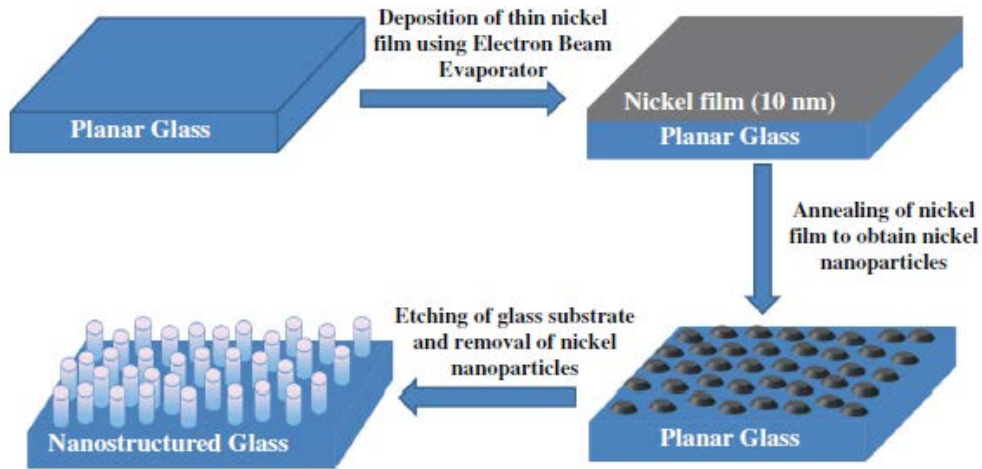 Planar Glass
Deposition of thin nickel
film using Electron Beam
Evaporator
Nickel film (10 nm)
Planar Glass
Annealing of nickel
film to obtain nickel
nanoparticles
Planar Glass
Etching of glass substrate
and removal of nickel
nanoparticles
Nanostructured Glass